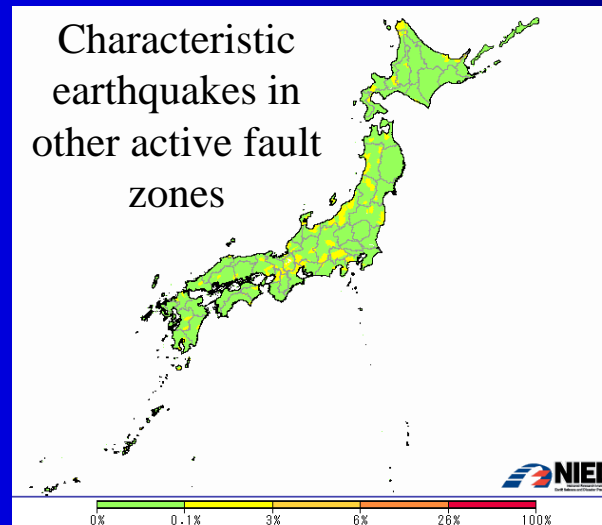 Characteristic
earthquakes in
other active fault
zones
NIED
0% 0.1% 3% 6% 26% 100%